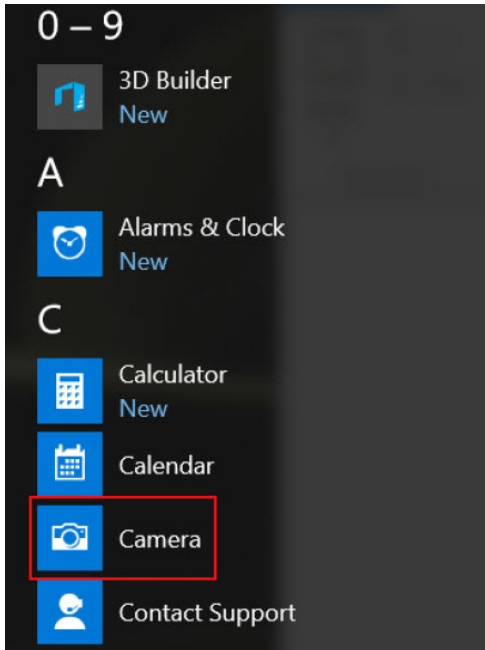 0 – 9
3D Builder
New
A
Alarms & Clock
New
C
Calculator
New
Calendar
Camera
Contact Support